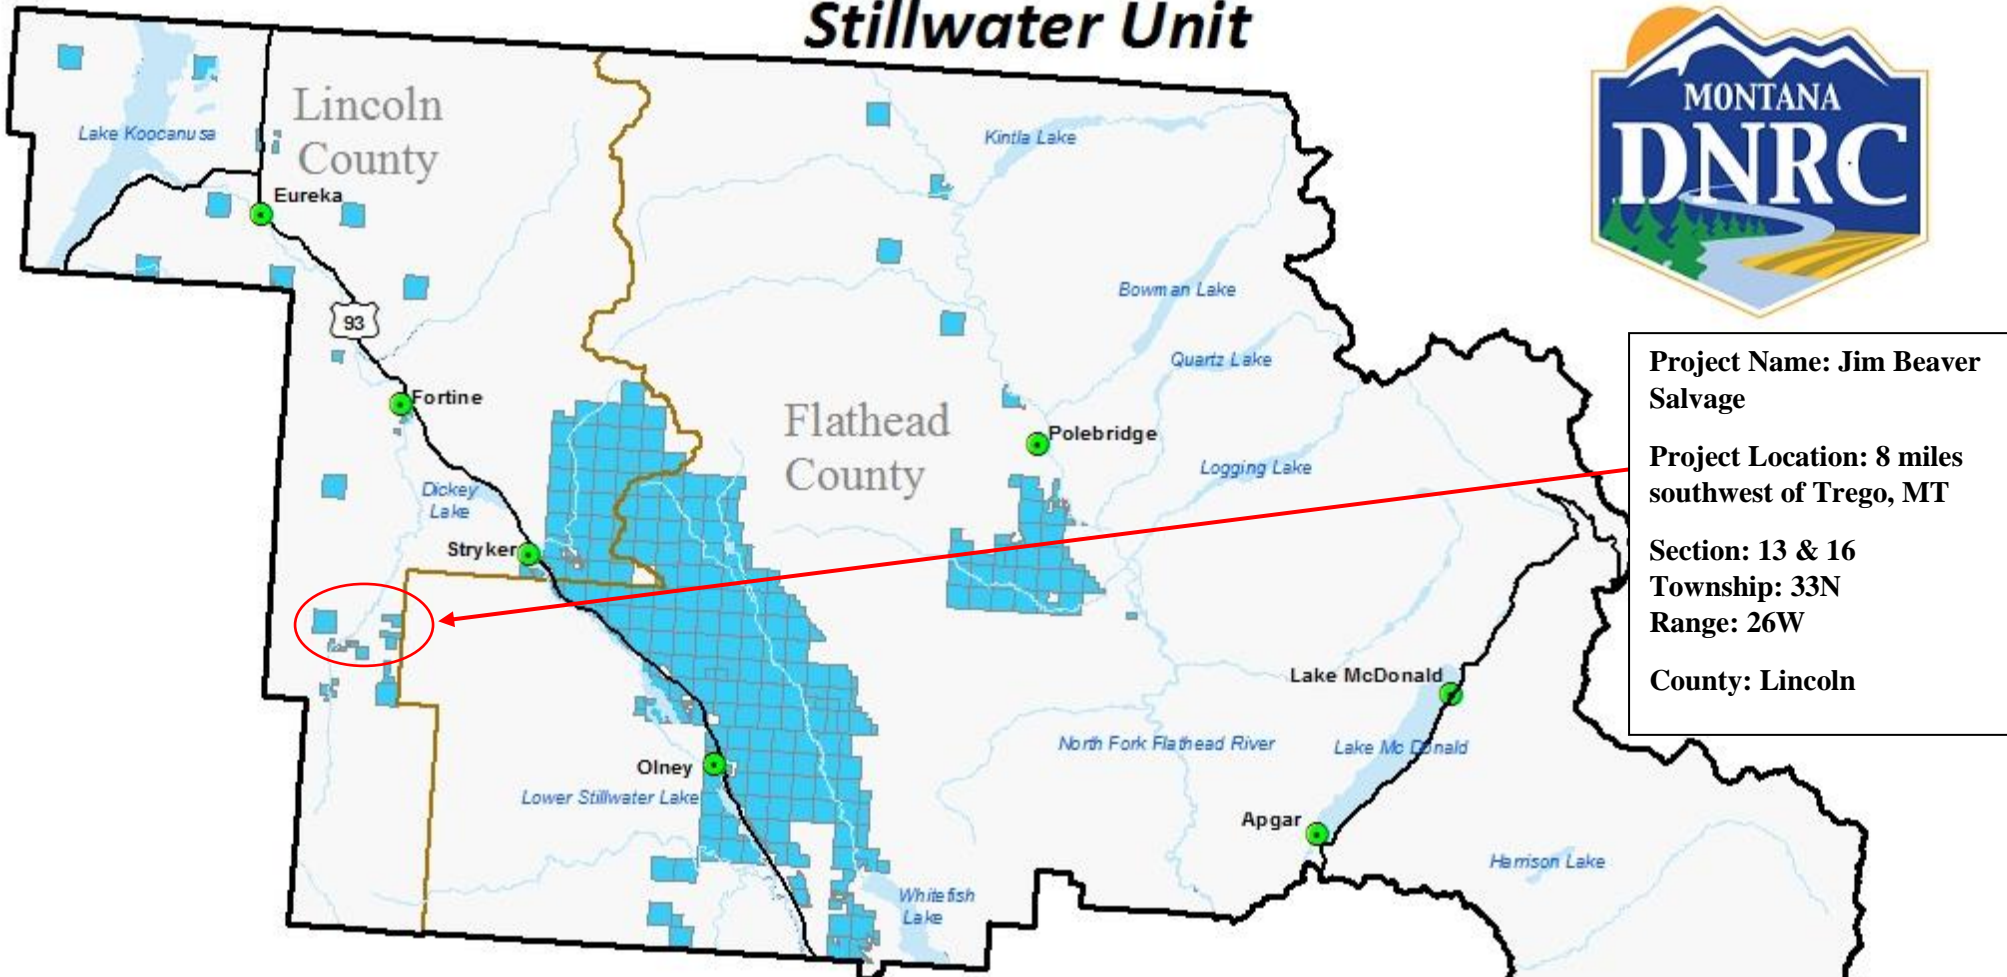 Stillwater Unit
MONTANA
DNRC
Lincoln
County
Lake Koocanusa
Eureka
Kintla Lake
93
Bowman Lake
Quartz Lake
Fortine
Flathead
County
Polebridge
Logging Lake
Dickey
Lake
Stryker
Project Name: Jim Beaver
Salvage
Project Location: 8 miles
southwest of Trego, MT
Section: 13 & 16
Township: 33N
Range: 26W
County: Lincoln
Lake McDonald
North Fork Flathead River
Lake Mc Donald
Olney
Lower Stillwater Lake
Apgar
Harrison Lake
Whitefish
Lake